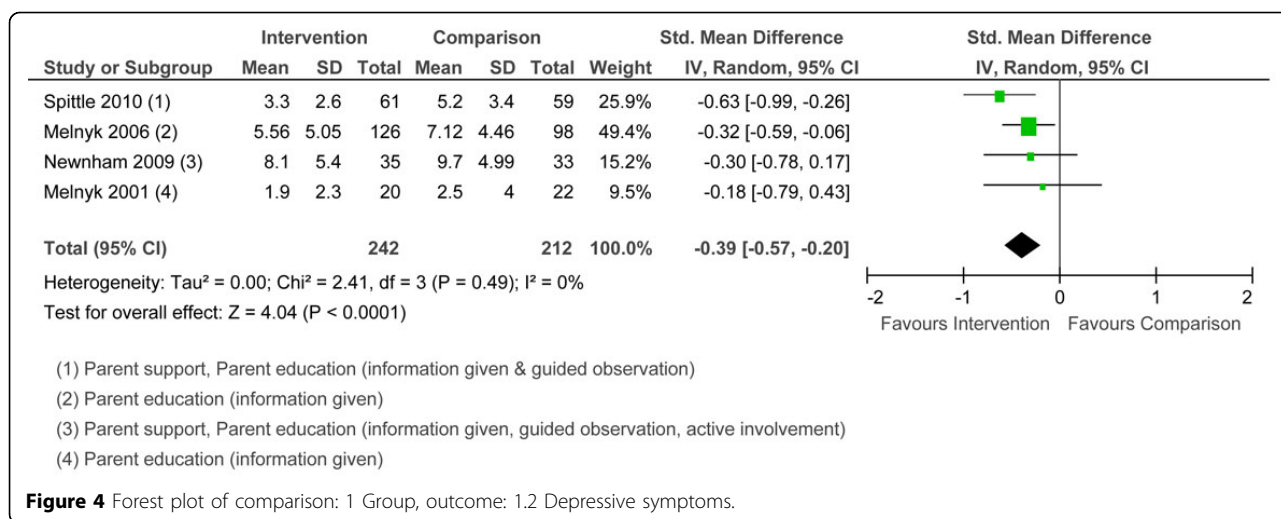 Intervention Comparison Std. Mean Difference Std. Mean Difference
Study or Subgroup Mean SD Total Mean SD Total Weight IV, Random, 95% CI IV, Random, 95% CI
Spittle 2010 (1) 3.3 2.6 61 5.2 3.4 59 25.9% -0.63 [-0.99, -0.26]
Melnyk 2006 (2) 5.56 5.05 126 7.12 4.46 98 49.4% -0.32 [-0.59, -0.06]
Newnham 2009 (3) 8.1 5.4 35 9.7 4.99 33 15.2% -0.30 [-0.78, 0.17]
Melnyk 2001 (4) 1.9 2.3 20 2.5 4 22 9.5% -0.18 [-0.79, 0.43]
Total (95% CI) 242 212 100.0% -0.39 [-0.57, -0.20]
Heterogeneity: Tau² = 0.00; Chi² = 2.41, df = 3 (P = 0.49); I² = 0%
Test for overall effect: Z = 4.04 (P < 0.0001)
-2 -1 0 1 2
Favours Intervention Favours Comparison
(1) Parent support, Parent education (information given & guided observation)
(2) Parent education (information given)
(3) Parent support, Parent education (information given, guided observation, active involvement)
(4) Parent education (information given)
Figure 4 Forest plot of comparison: 1 Group, outcome: 1.2 Depressive symptoms.